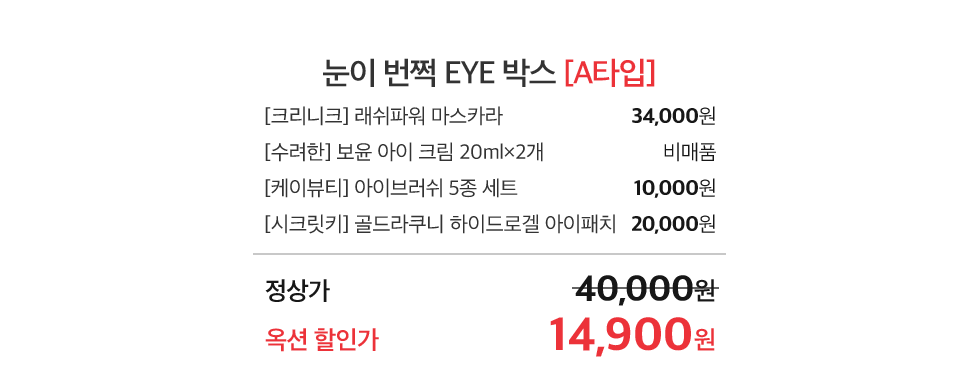 눈이 번쩍 EYE 박스 [A타입]
[크리니크] 래쉬파워 마스카라 34,000원
[수려한] 보윤 아이 크림 20ml×2개 비매품
[케이뷰티] 아이브러쉬 5종 세트 10,000원
[시크릿키] 골드라쿠니 하이드로겔 아이패치 20,000원
정상가 40,000원
옥션 할인가 14,900원